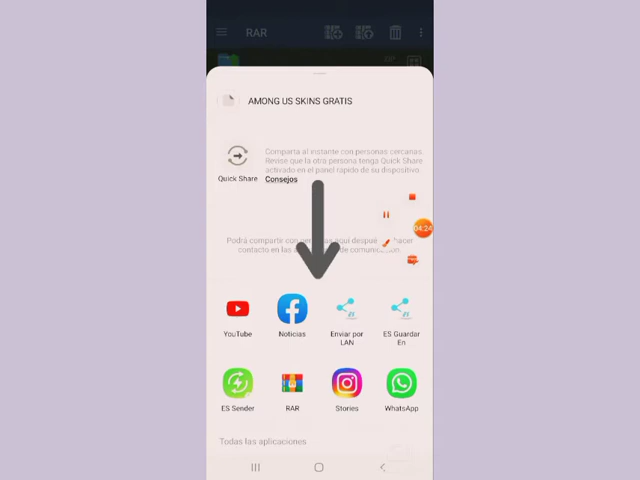 RAR
ZIP
AMONG US SKINS GRATIS
Comparta al instante con personas cercanas.
Revise que la otra persona tenga Quick Share
activado en el panel rapido de su dispositivo.
Quick Share
Consejos
04:24
Podrá compartir con personas aquí después de hacer
contacto en las de comunicación.
YouTube
Noticias
Enviar por
LAN
ES Guardar
En
ES Sender
RAR
Stories
WhatsApp
Todas las aplicaciones